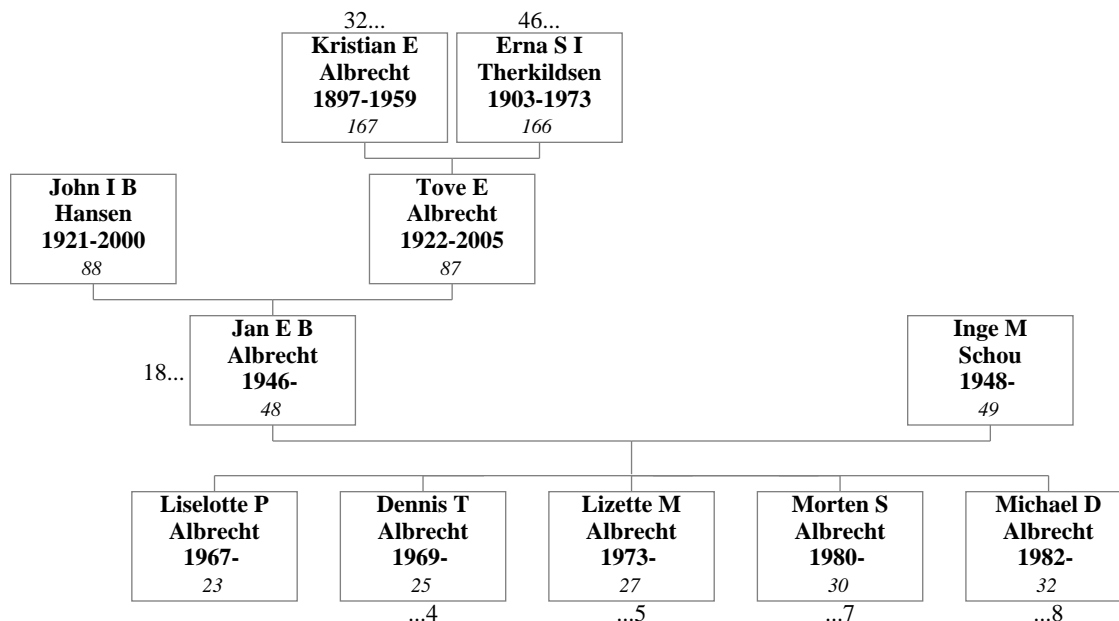 32...
46...
Kristian E
Albrecht
1897-1959
167
Erna S I
Therkildsen
1903-1973
166
John I B
Hansen
1921-2000
88
Tove E
Albrecht
1922-2005
87
18...
Jan E B
Albrecht
1946-
48
Inge M
Schou
1948-
49
Liselotte P
Albrecht
1967-
23
Dennis T
Albrecht
1969-
25
...4
Lizette M
Albrecht
1973-
27
...5
Morten S
Albrecht
1980-
30
...7
Michael D
Albrecht
1982-
32
...8